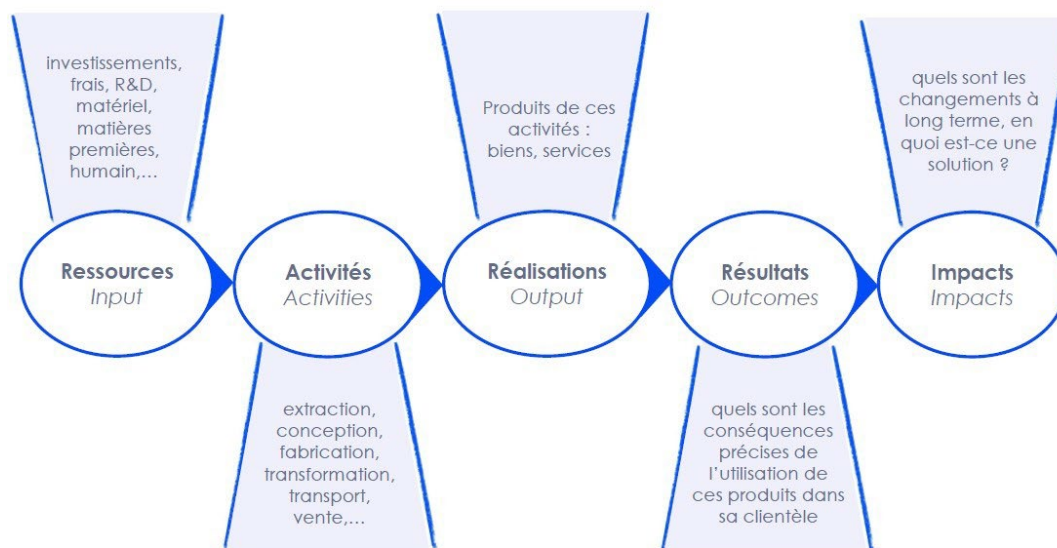 investissements,
frais, R&D,
matériel,
matières
premières,
humain,...
Produits de ces
activités :
biens, services
quels sont les
changements à
long terme, en
quoi est-ce une
solution ?
Ressources
Input
Activités
Activities
Réalisations
Output
Résultats
Outcomes
Impacts
Impacts
extraction,
conception,
fabrication,
transformation,
transport,
vente,...
quels sont les
conséquences
précises de
l'utilisation de
ces produits dans
sa clientèle